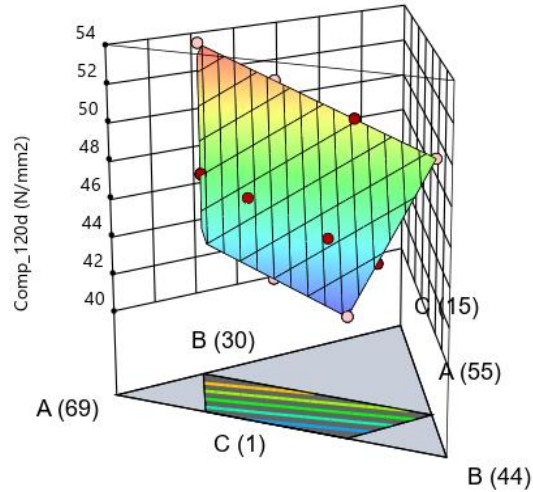 54
52
50
48
46
44
42
40
Comp_120d (N/mm2)
C (15)
B (30)
A (55)
A (69)
C (1)
B (44)